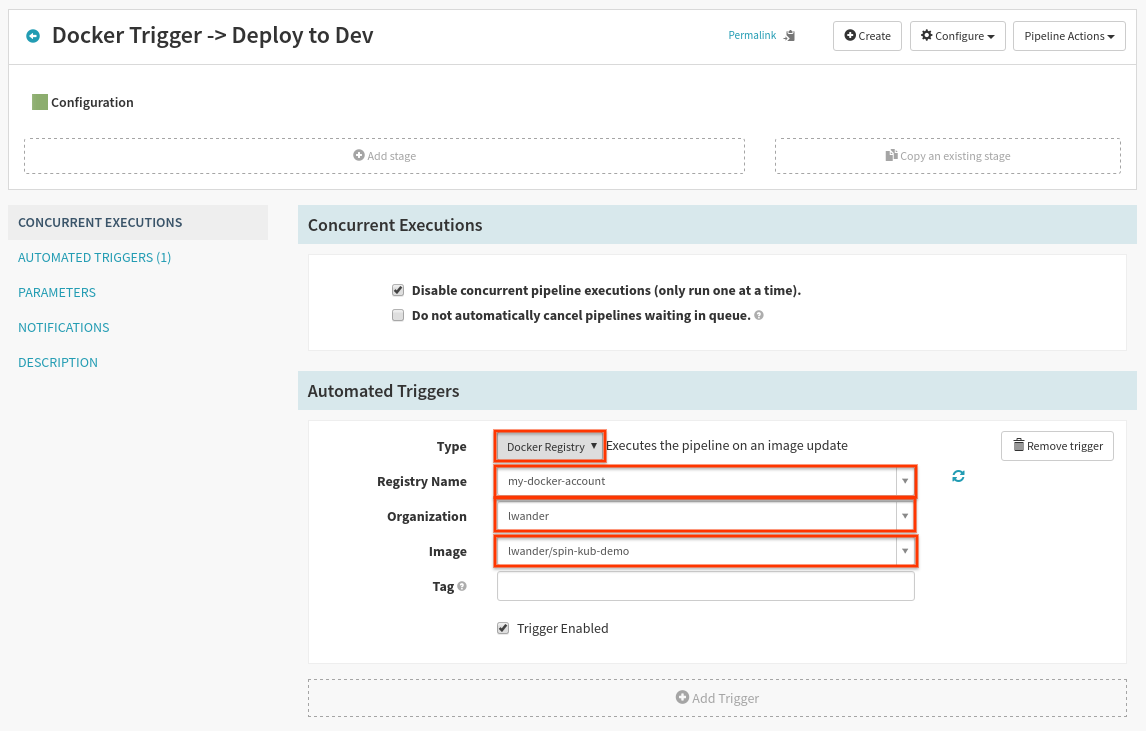 Docker Trigger -> Deploy to Dev
Permalink
Create
Configure
Pipeline Actions
Configuration
Add stage
Copy an existing stage
CONCURRENT EXECUTIONS
AUTOMATED TRIGGERS (1)
PARAMETERS
NOTIFICATIONS
DESCRIPTION
Concurrent Executions
Disable concurrent pipeline executions (only run one at a time).
Do not automatically cancel pipelines waiting in queue.
Automated Triggers
Type Docker Registry Executes the pipeline on an image update Remove trigger
Registry Name my-docker-account
Organization lwander
Image lwander/spin-kub-demo
Tag
Trigger Enabled
Add Trigger